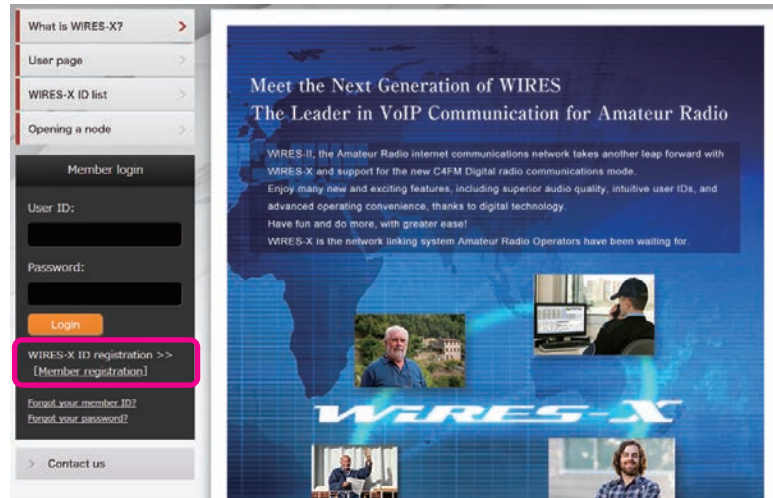 What is WIRES-X?
User page
WIRES-X ID list
Opening a node
Member login
User ID:
Password:
Login
WIRES-X ID registration >>
[Member registration]
Forgot your member ID?
Forgot your password?
> Contact us
Meet the Next Generation of WIRES
The Leader in VoIP Communication for Amateur Radio
WIRES-II, the Amateur Radio internet communications network takes another leap forward with
WIRES-X and support for the new C4FM Digital radio communications mode.
Enjoy many new and exciting features, including superior audio quality, intuitive user IDs, and
advanced operating convenience, thanks to digital technology.
Have fun and do more, with greater ease!
WIRES-X is the network linking system Amateur Radio Operators have been waiting for.
WiRES-X